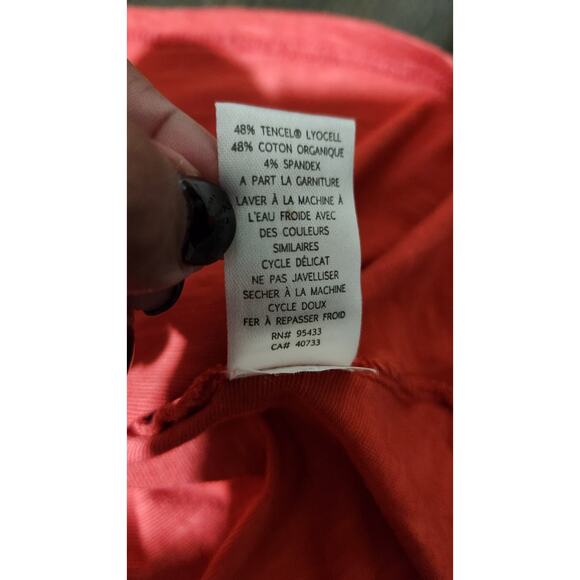 48% TENCEL® LYOCELL
48% COTON ORGANIQUE
4% SPANDEX
A PART LA GARNITURE
LAVER À LA MACHINE À
L'EAU FROIDE AVEC
DES COULEURS
SIMILAIRES
CYCLE DÉLICAT
NE PAS JAVELLISER
SECHER À LA MACHINE
CYCLE DOUX
FER À REPASSER FROID
RN# 95433
CA# 40733